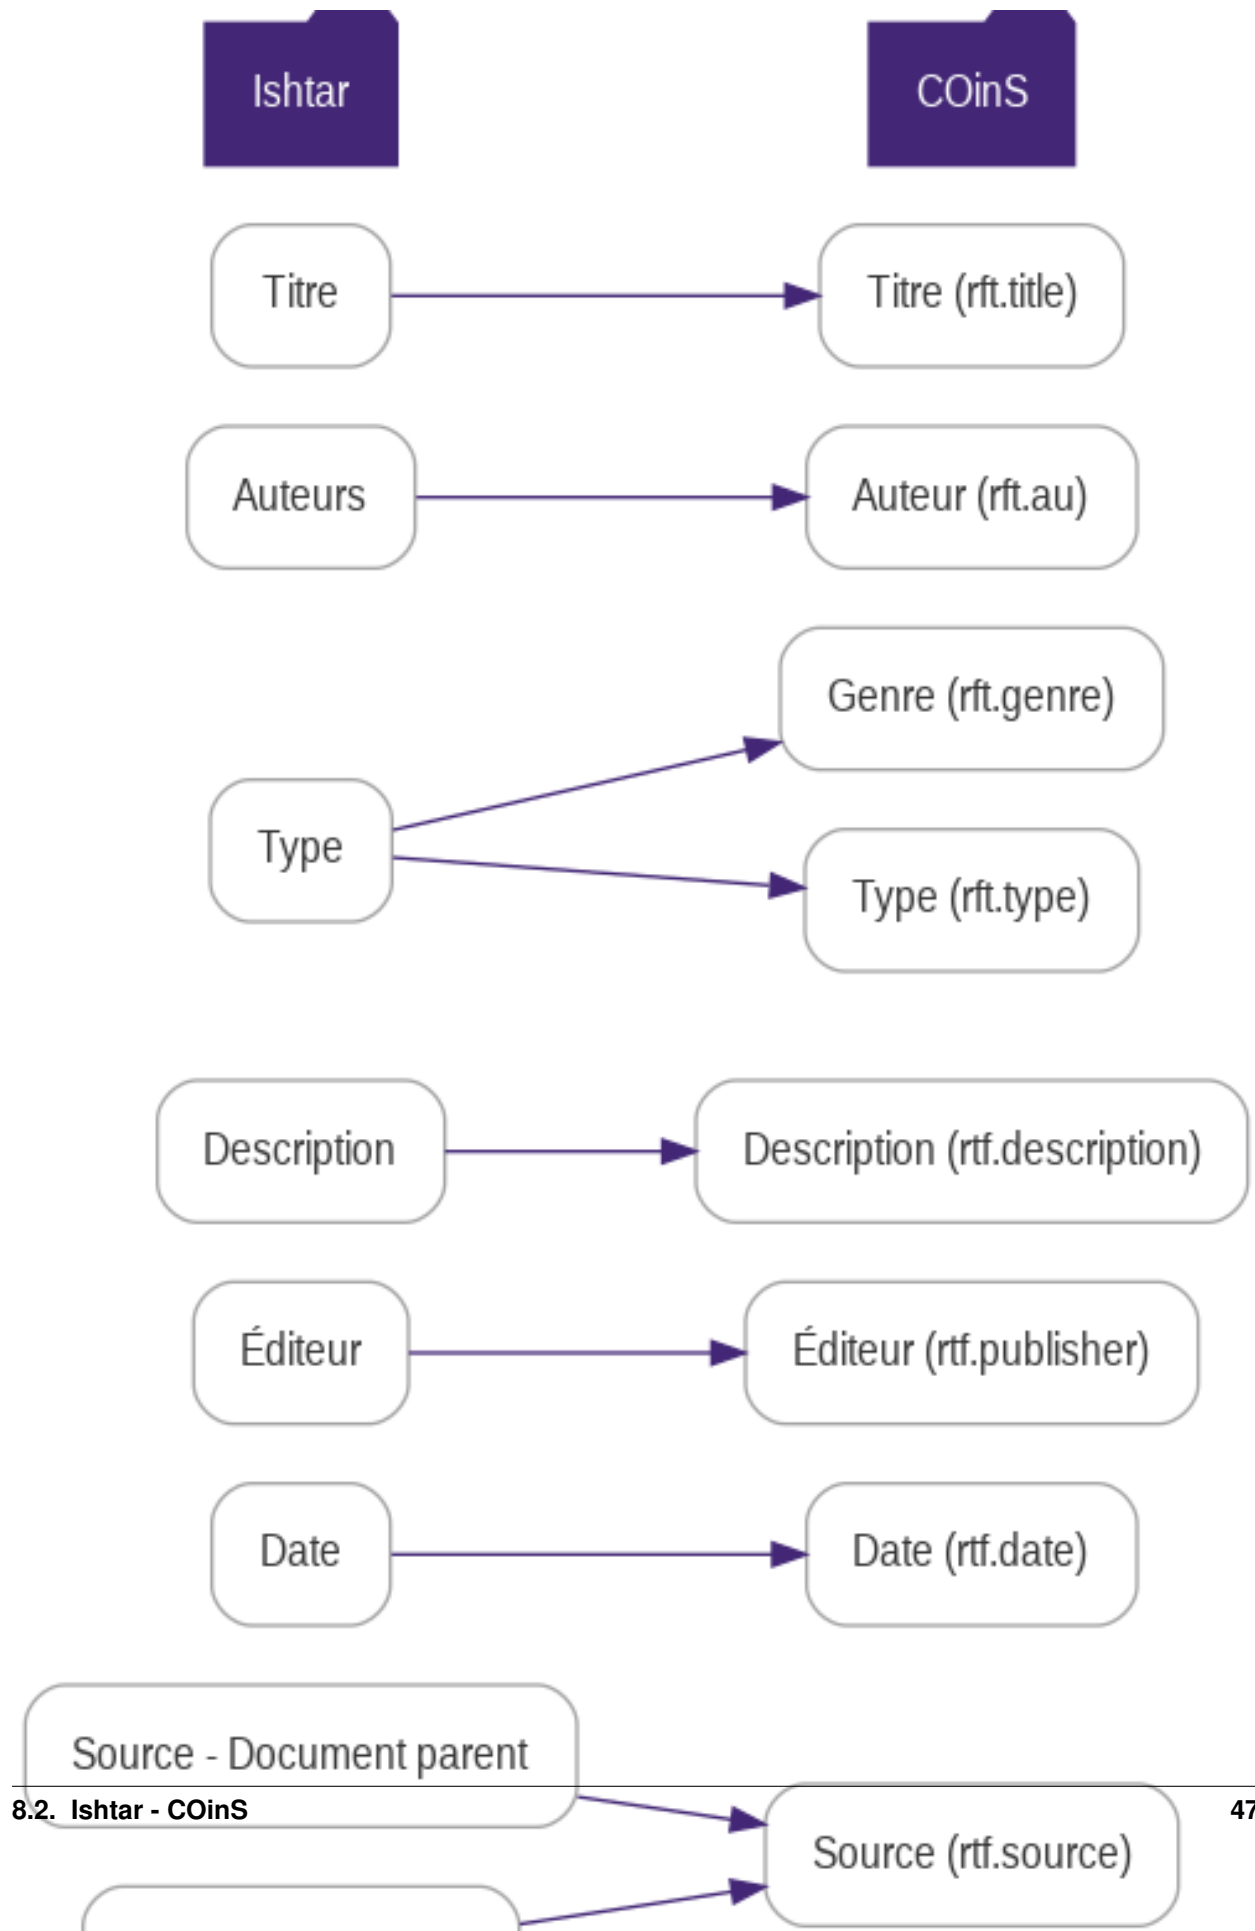 Ishtar COinS
Titre Titre (rft.title)
Auteurs Auteur (rft.au)
Genre (rft.genre)
Type
Type (rft.type)
Description Description (rtf.description)
Éditeur Éditeur (rtf.publisher)
Date Date (rtf.date)
Source - Document parent
8.2. Ishtar - COinS 47
Source (rtf.source)